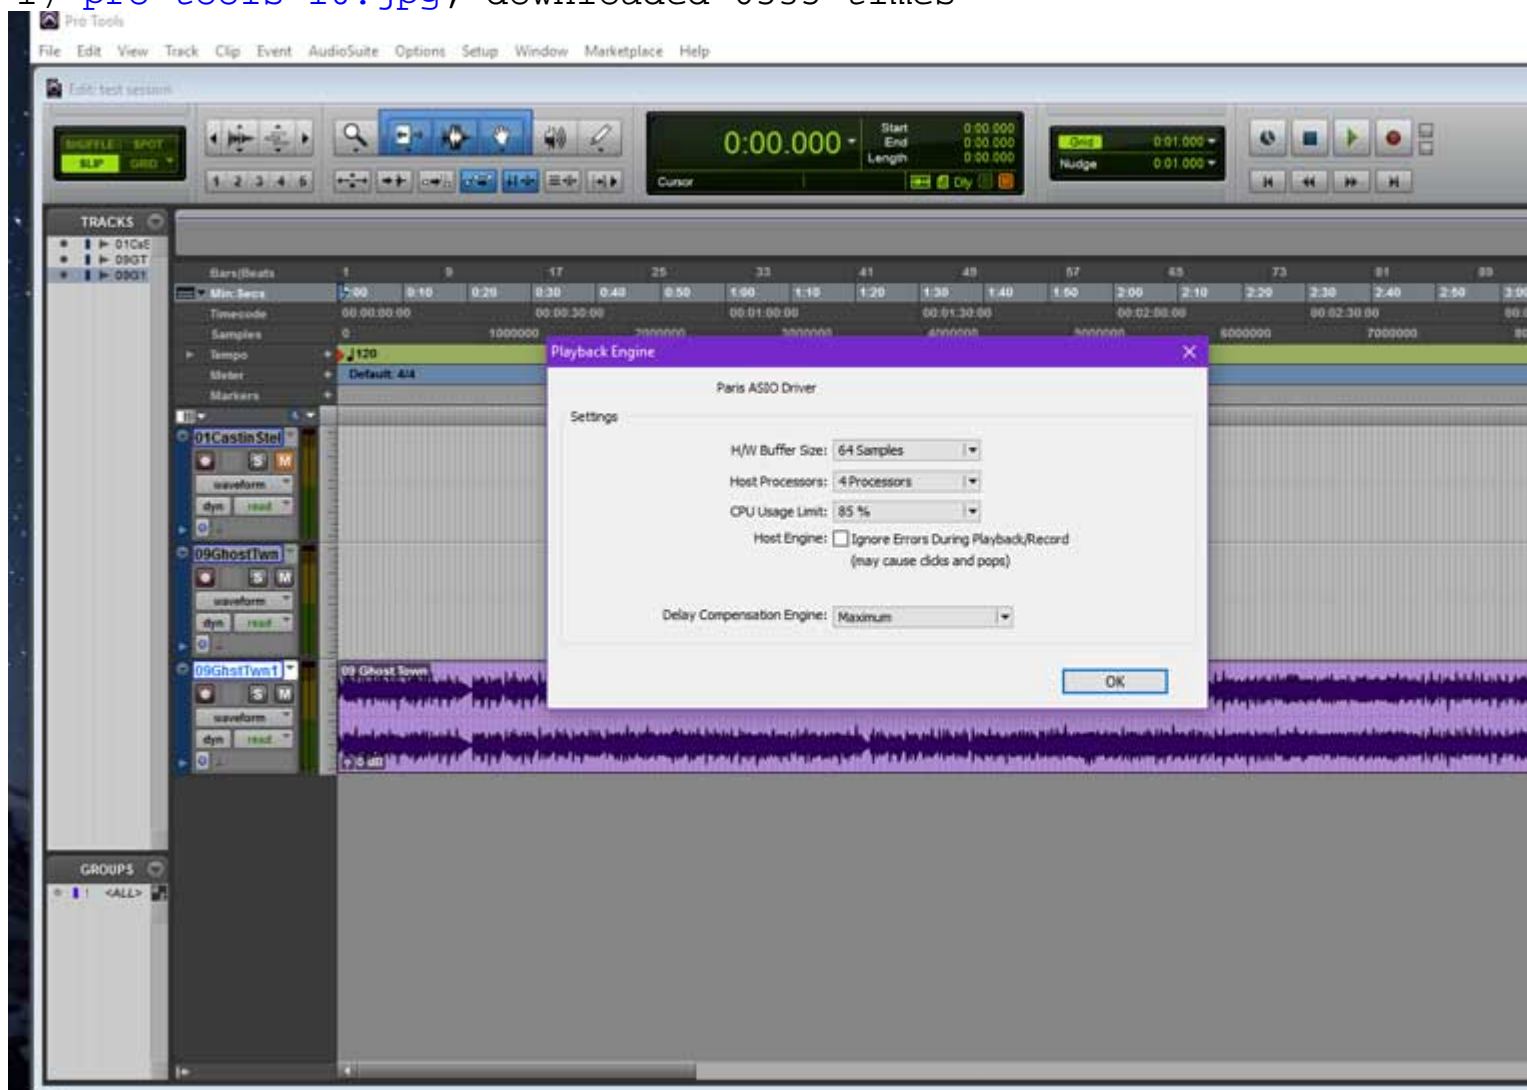 Pro Tools
File Edit View Track Clip Event AudioSuite Options Setup Window Marketplace Help
Edit: test session
SHUFFLE SPOT
SLIP GRID
1 2 3 4 5
0:00.000
Start 0:00.000
End 0:00.000
Length 0:00.000
Cursor
Dly
Grid 0:01.000
Nudge 0:01.000
TRACKS
01CaS
09GT
09GT
Bars|Beats 1 9 17 25 33 41 49 57 65 73 81 89
Min:Secs 0:00 0:10 0:20 0:30 0:40 0:50 1:00 1:10 1:20 1:30 1:40 1:50 2:00 2:10 2:20 2:30 2:40 2:50 3:00
Timecode 00:00:00:00 00:00:30:00 00:01:00:00 00:01:30:00 00:02:00:00 00:02:30:00
Samples 0 1000000 2000000 3000000 4000000 5000000 6000000 7000000
Tempo 120
Meter Default: 4/4
Markers
Playback Engine
Paris ASIO Driver
Settings
H/W Buffer Size: 64 Samples
Host Processors: 4 Processors
CPU Usage Limit: 85 %
Host Engine: Ignore Errors During Playback/Record
(may cause clicks and pops)
Delay Compensation Engine: Maximum
OK
01CastinStel
S M
waveform
dyn read
09GhostTwn
S M
waveform
dyn read
09GhstTwn1
S M
waveform
dyn read
09 Ghost Town
0 dB
GROUPS
! <ALL>